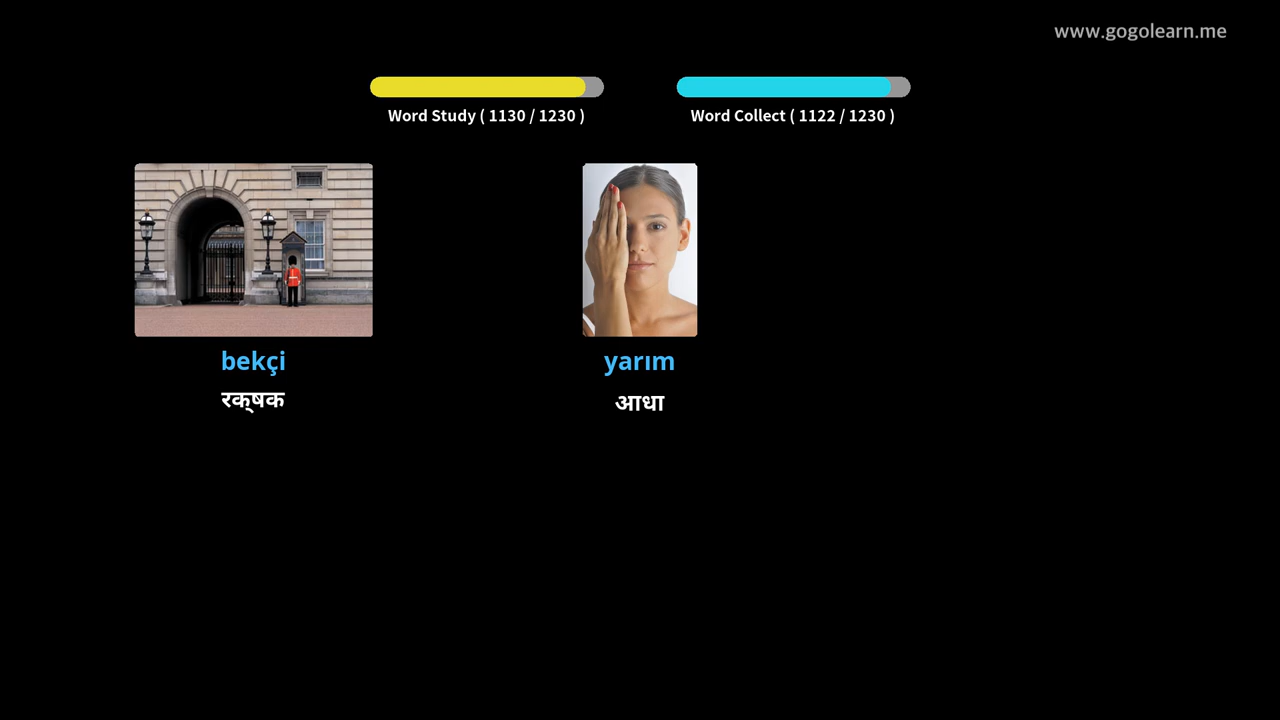 www.gogolearn.me
Word Study ( 1130 / 1230 )
Word Collect ( 1122 / 1230 )
bekçi
yarım
रक्षक
आधा